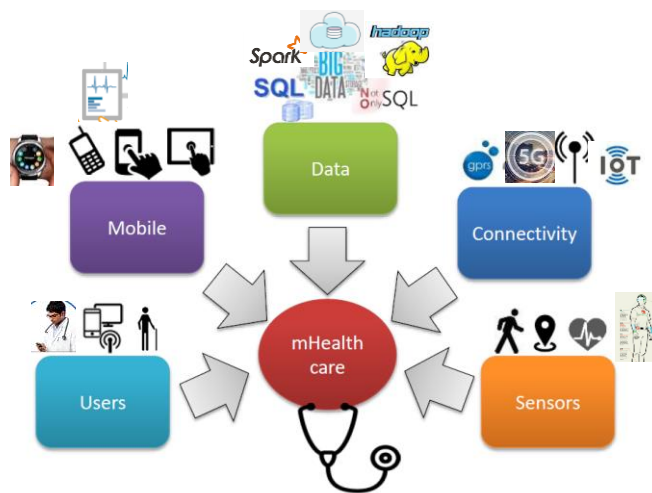 Spark
hadoop
BIG
DATA
SQL
Not
Only SQL
Data
Mobile
gprs
5G
IoT
Connectivity
mHealth
care
Users
Sensors